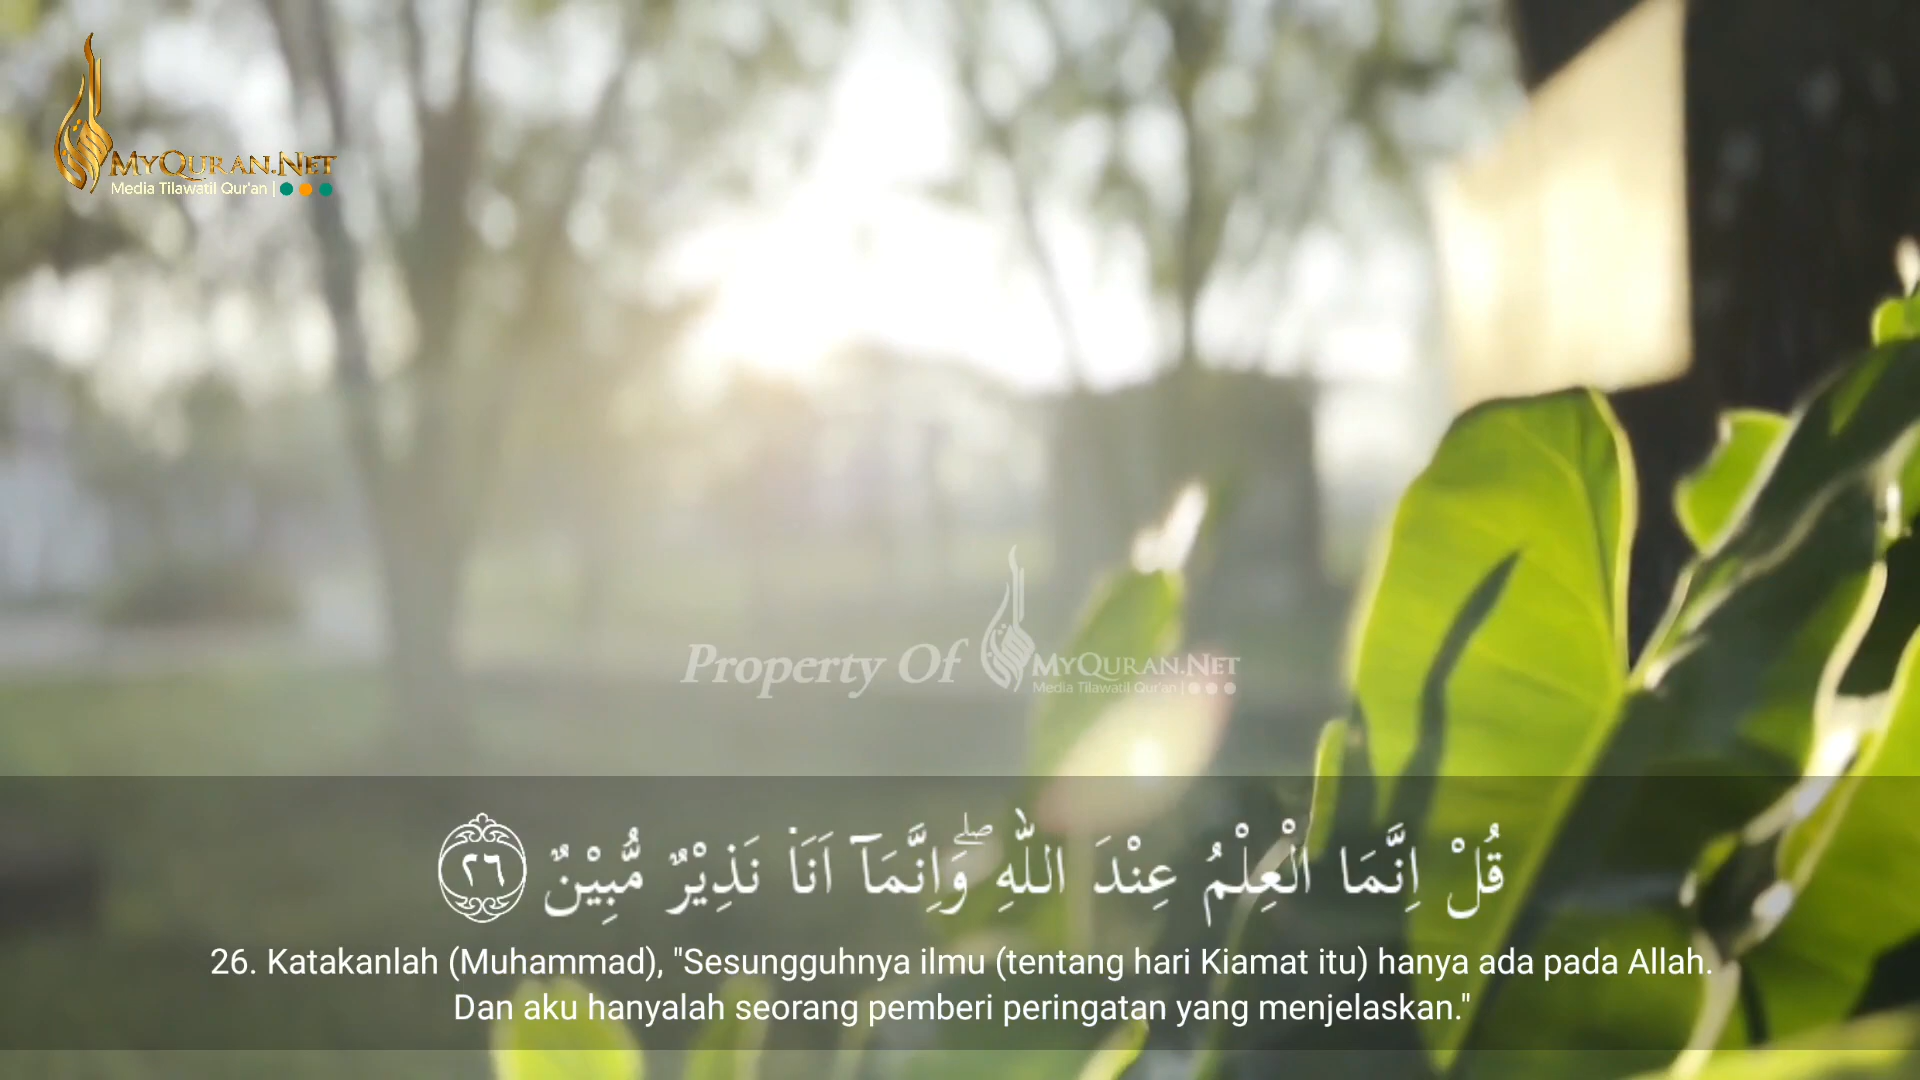 MYQURAN.NET
Media Tilawatil Qur'an |
Property Of MYQURAN.NET
Media Tilawatil Qur'an |
قُلْ اِنَّمَا الْعِلْمُ عِنْدَ اللّٰهِ ۖوَاِنَّمَآ اَنَا۠ نَذِيْرٌ مُّبِيْنٌ ٢٦
26. Katakanlah (Muhammad), "Sesungguhnya ilmu (tentang hari Kiamat itu) hanya ada pada Allah.
Dan aku hanyalah seorang pemberi peringatan yang menjelaskan."